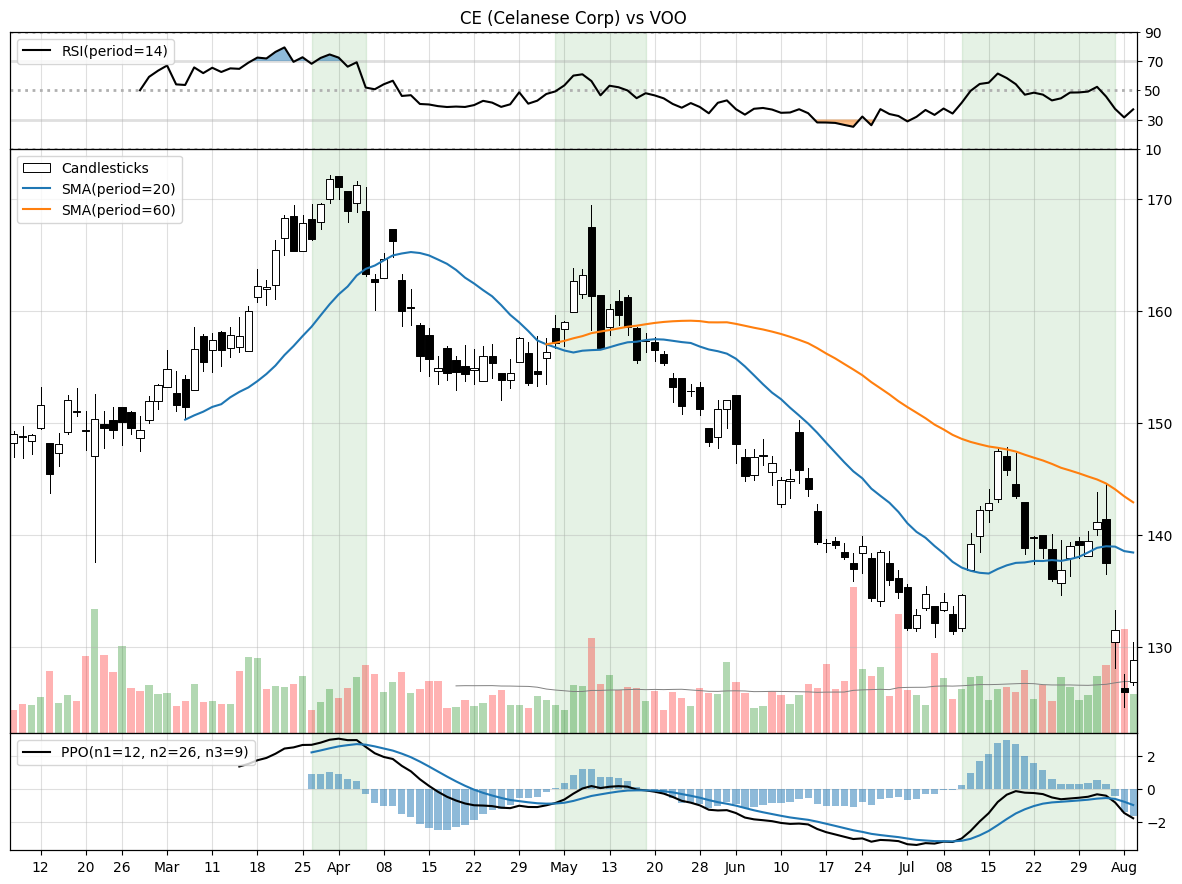 CE (Celanese Corp) vs VOO
RSI(period=14)
90
70
50
30
10
Candlesticks
SMA(period=20)
SMA(period=60)
170
160
150
140
130
PPO(n1=12, n2=26, n3=9)
2
0
−2
12 20 26 Mar 11 18 25 Apr 08 15 22 29 May 13 20 28 Jun 10 17 24 Jul 08 15 22 29 Aug